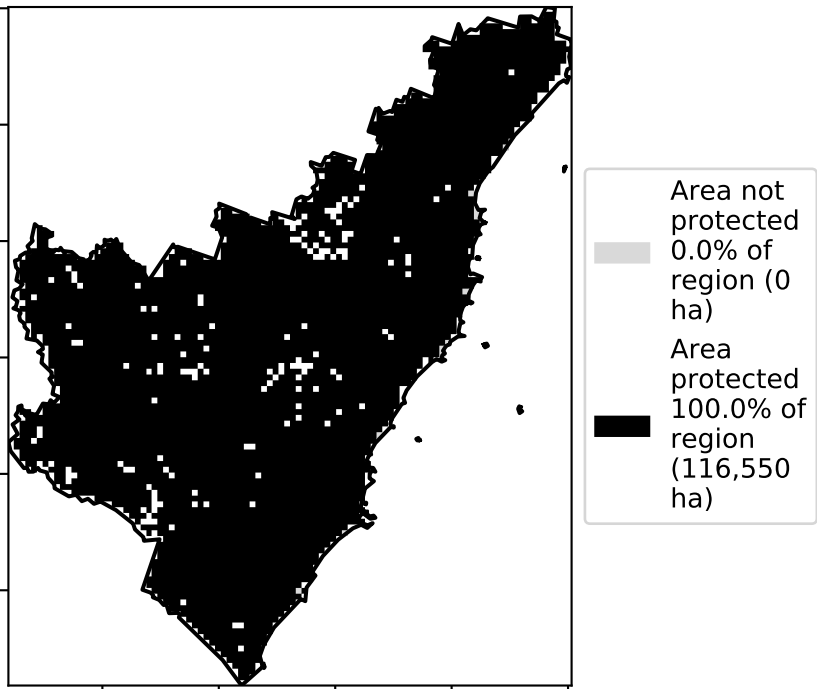 Area not
protected
0.0% of
region (0
ha)
Area
protected
100.0% of
region
(116,550
ha)